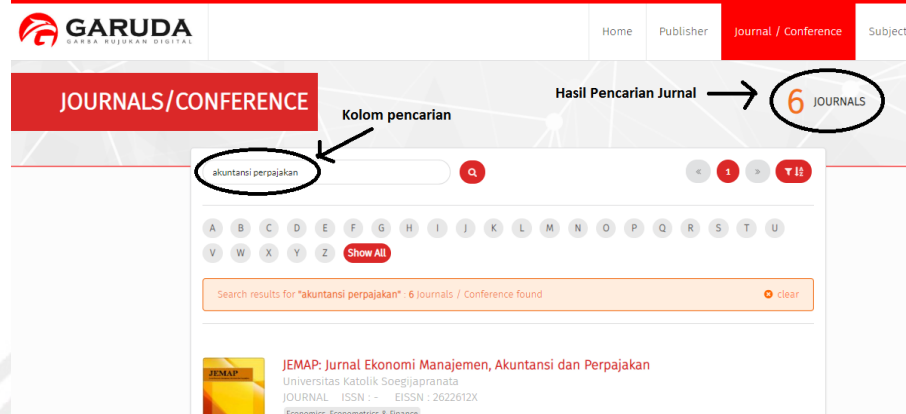 GARUDA
GARBA RUJUKAN DIGITAL
Home Publisher Journal / Conference Subject
JOURNALS/CONFERENCE
Hasil Pencarian Jurnal
6 JOURNALS
Kolom pencarian
akuntansi perpajakan
« 1 »
A B C D E F G H I J K L M N O P Q R S T U
V W X Y Z Show All
Search results for "akuntansi perpajakan" : 6 Journals / Conference found clear
JEMAP
JEMAP: Jurnal Ekonomi Manajemen, Akuntansi dan Perpajakan
Universitas Katolik Soegijapranata
JOURNAL ISSN : - EISSN : 2622612X
Economics, Econometrics & Finance